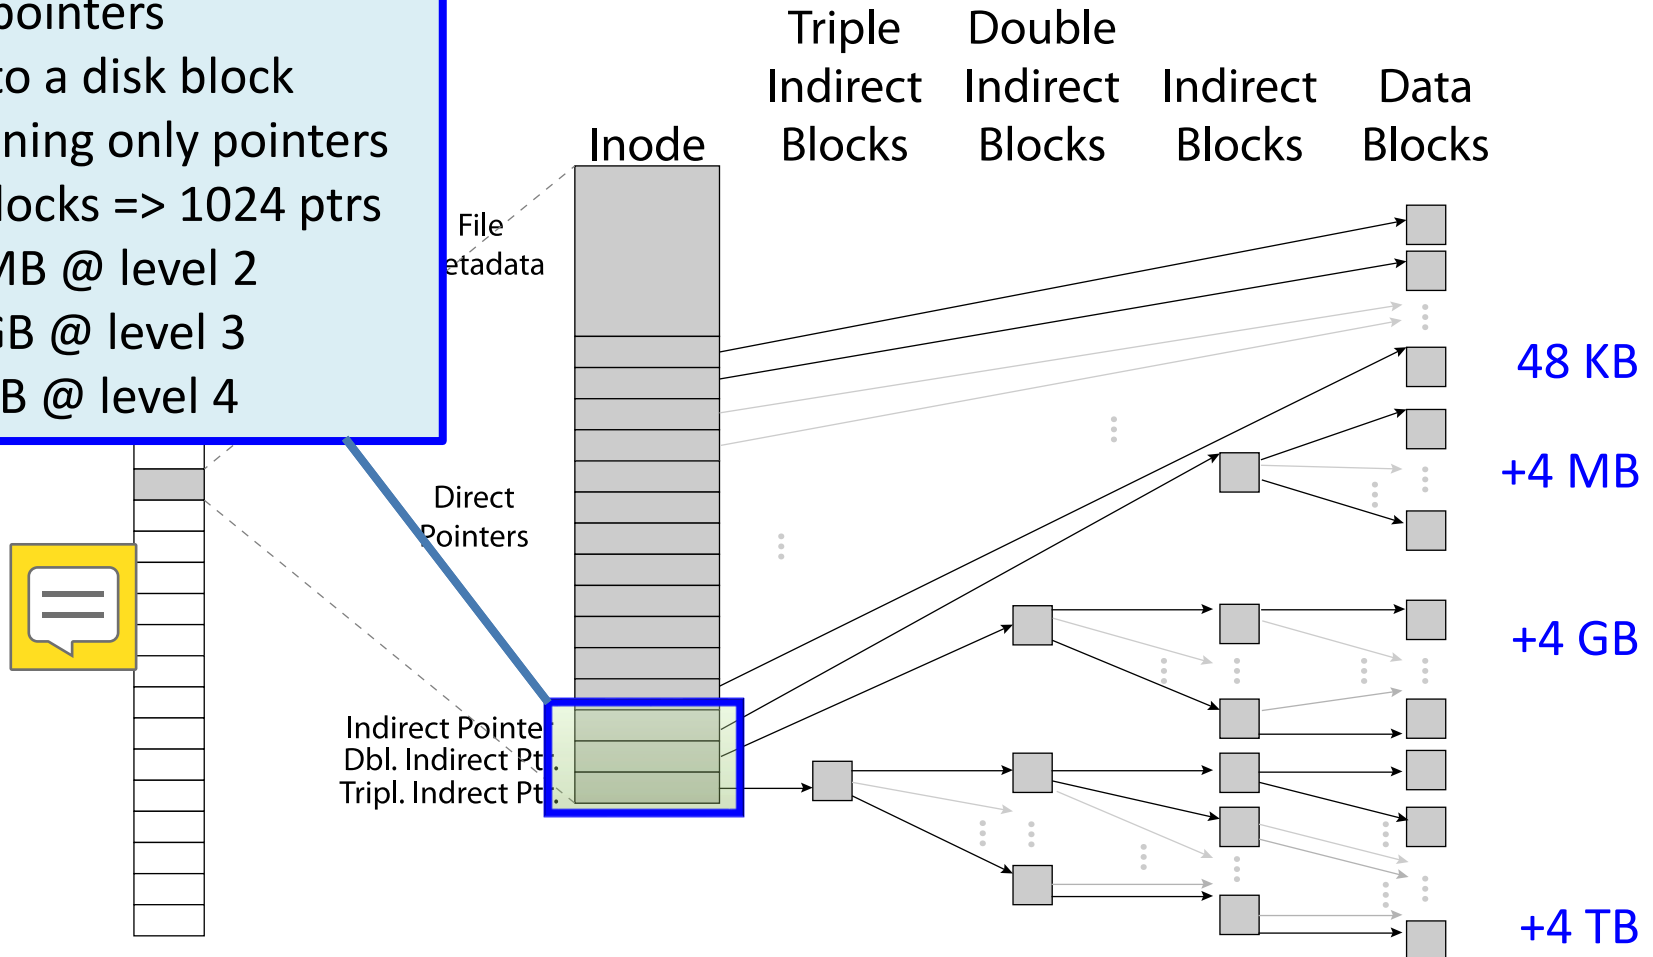 pointers
to a disk block
ning only pointers
locks => 1024 ptrs
MB @ level 2
GB @ level 3
B @ level 4
Triple Indirect Blocks
Double Indirect Blocks
Indirect Blocks
Data Blocks
Inode
File
etadata
Direct
Pointers
Indirect Pointe
Dbl. Indirect Pt.
Tripl. Indrect Pt.
48 KB
+4 MB
+4 GB
+4 TB